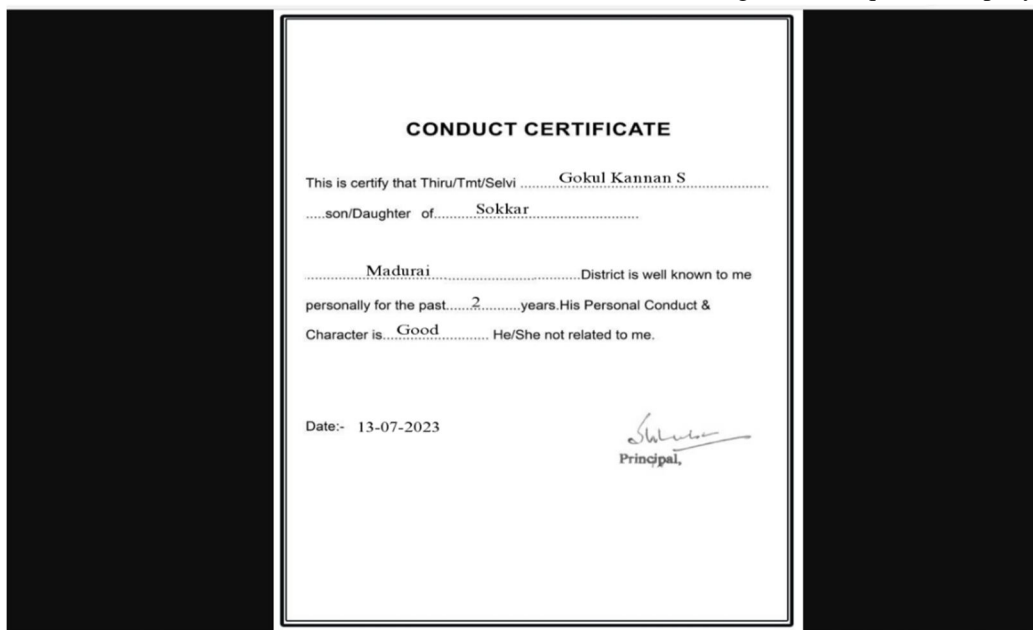 CONDUCT CERTIFICATE
This is certify that Thiru/Tmt/Selvi ............Gokul Kannan S......................
.....son/Daughter of..........Sokkar............................
...............Madurai........................................District is well known to me
personally for the past......2..........years.His Personal Conduct &
Character is...Good............. He/She not related to me.
Date:- 13-07-2023
Principal,